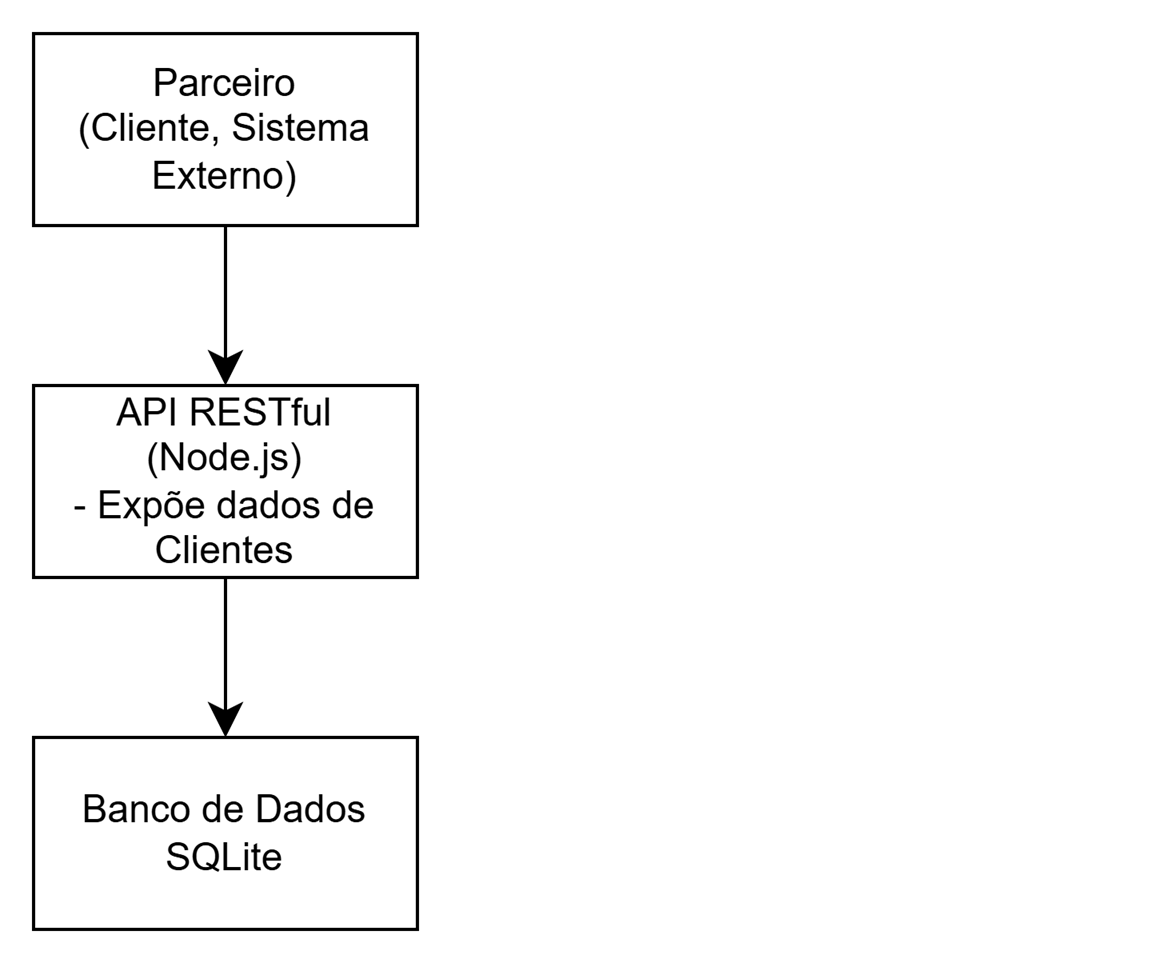 Parceiro
(Cliente, Sistema
Externo)
API RESTful
(Node.js)
- Expõe dados de
Clientes
Banco de Dados
SQLite